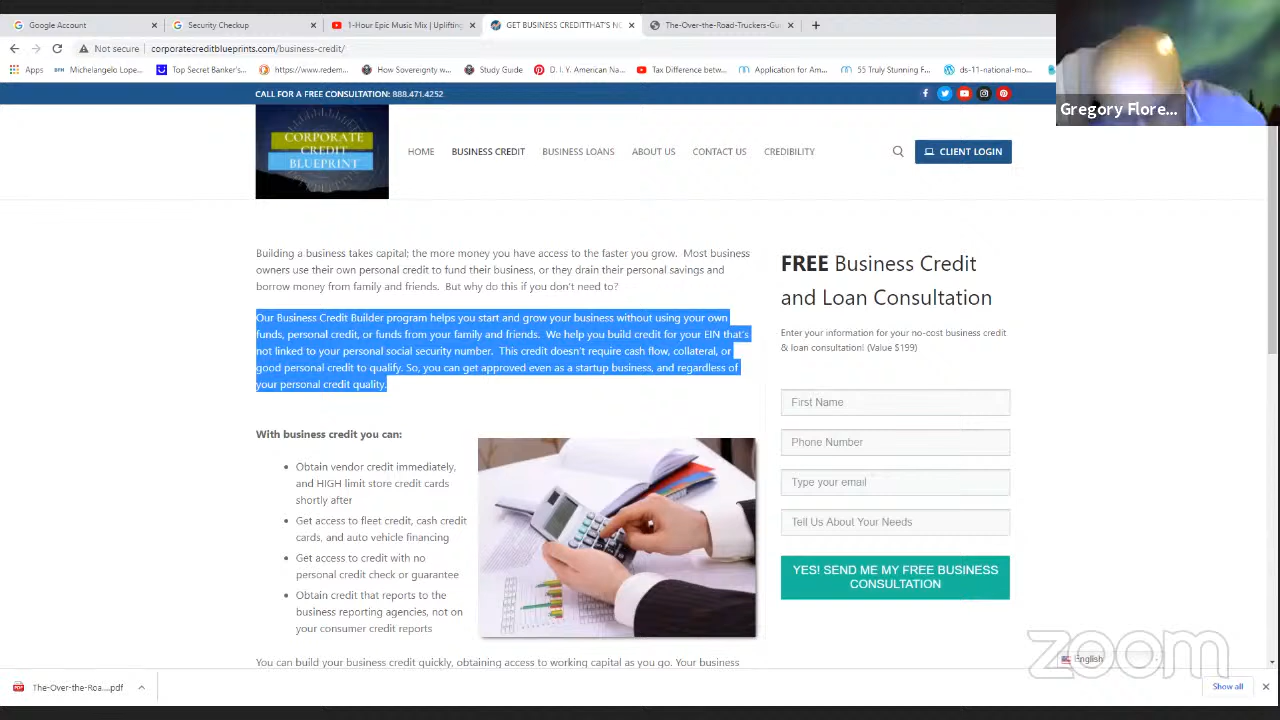 Google Account
Security Checkup
1-Hour Epic Music Mix | Uplifting
GET BUSINESS CREDITTHAT'S NO
The-Over-the-Road-Truckers-Gui
Not secure
corporatecreditblueprints.com/business-credit/
Apps
Michelangelo Lope...
Top Secret Banker's...
https://www.redem...
How Sovereignty w...
Study Guide
D. I. Y. American Na...
Tax Difference betw...
Application for Am...
55 Truly Stunning F...
ds-11-national-mo...
CALL FOR A FREE CONSULTATION: 888.471.4252
Gregory Flore...
CORPORATE
CREDIT
BLUEPRINT
HOME
BUSINESS CREDIT
BUSINESS LOANS
ABOUT US
CONTACT US
CREDIBILITY
CLIENT LOGIN
Building a business takes capital; the more money you have access to the faster you grow. Most business
owners use their own personal credit to fund their business, or they drain their personal savings and
borrow money from family and friends. But why do this if you don't need to?
Our Business Credit Builder program helps you start and grow your business without using your own
funds, personal credit, or funds from your family and friends. We help you build credit for your EIN that's
not linked to your personal social security number. This credit doesn't require cash flow, collateral, or
good personal credit to qualify. So, you can get approved even as a startup business, and regardless of
your personal credit quality.
With business credit you can:
Obtain vendor credit immediately,
and HIGH limit store credit cards
shortly after
Get access to fleet credit, cash credit
cards, and auto vehicle financing
Get access to credit with no
personal credit check or guarantee
Obtain credit that reports to the
business reporting agencies, not on
your consumer credit reports
You can build your business credit quickly, obtaining access to working capital as you go. Your business
FREE Business Credit
and Loan Consultation
Enter your information for your no-cost business credit
& loan consultation! (Value $199)
First Name
Phone Number
Type your email
Tell Us About Your Needs
YES! SEND ME MY FREE BUSINESS
CONSULTATION
zoom
English
The-Over-the-Roa....pdf
Show all